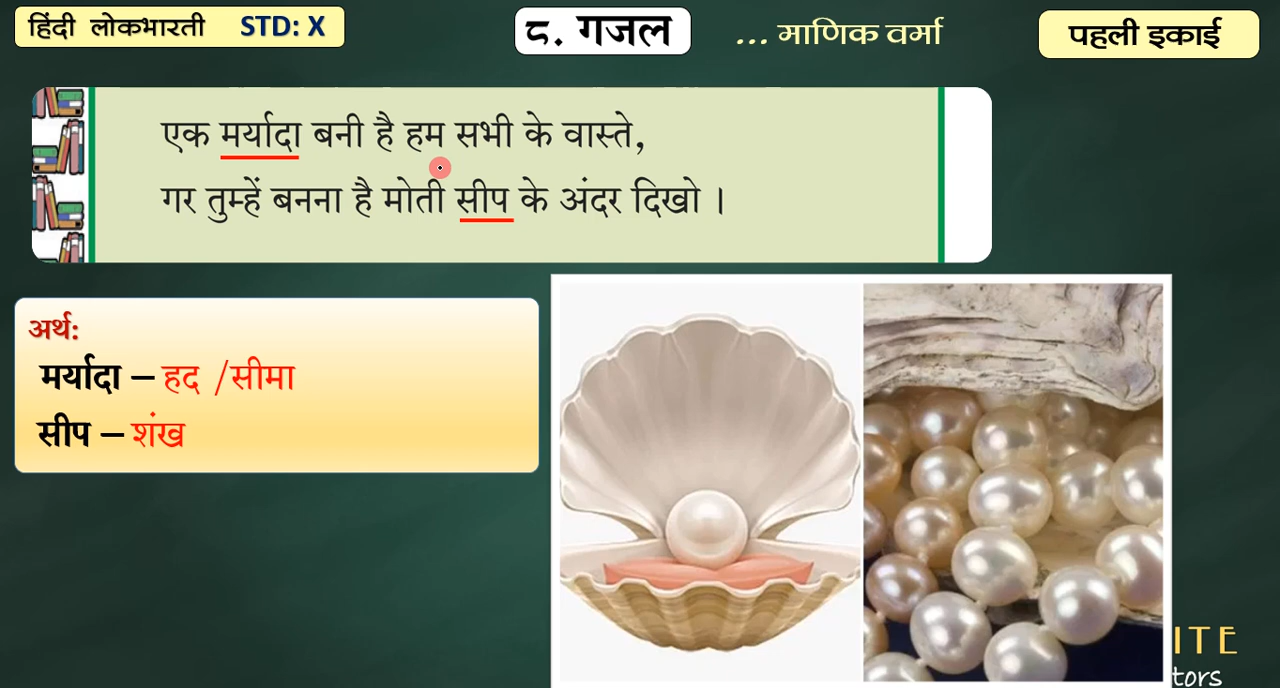 हिंदी लोकभारती STD: X
८. गजल
... माणिक वर्मा
पहली इकाई
एक मर्यादा बनी है हम सभी के वास्ते,
गर तुम्हें बनना है मोती सीप के अंदर दिखो ।
अर्थ:
मर्यादा – हद /सीमा
सीप – शंख
ITE
tors